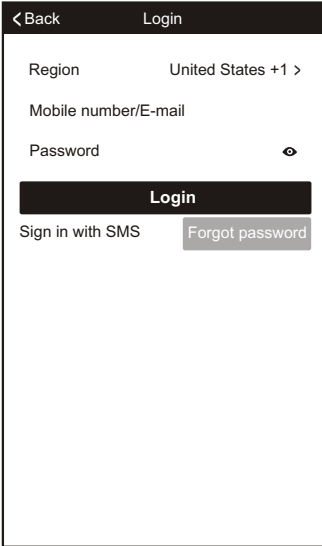 Back Login
Region United States +1 >
Mobile number/E-mail
Password
Login
Sign in with SMS Forgot password